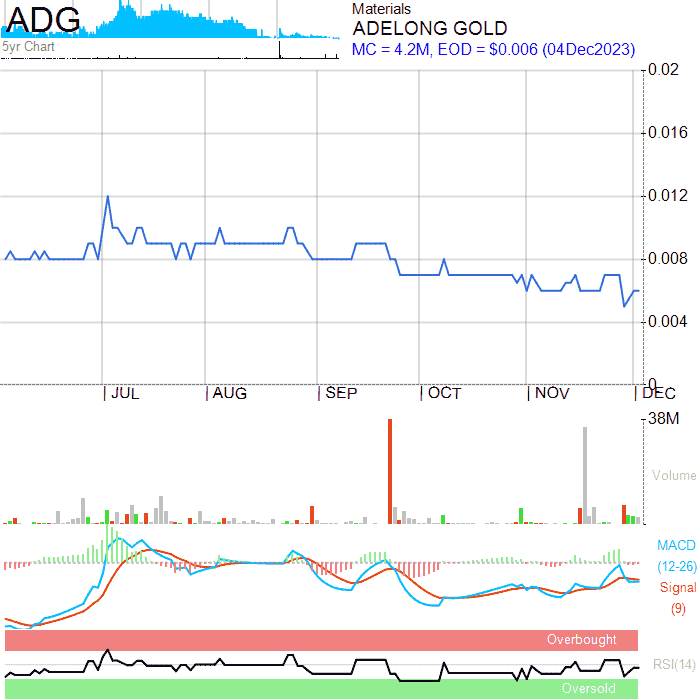 ADG
5yr Chart
Materials
ADELONG GOLD
MC = 4.2M, EOD = $0.006 (04Dec2023)
0.02
0.016
0.012
0.008
0.004
0
JUL
AUG
SEP
OCT
NOV
DEC
38M
Volume
MACD
(12-26)
Signal
(9)
Overbought
RSI(14)
Oversold